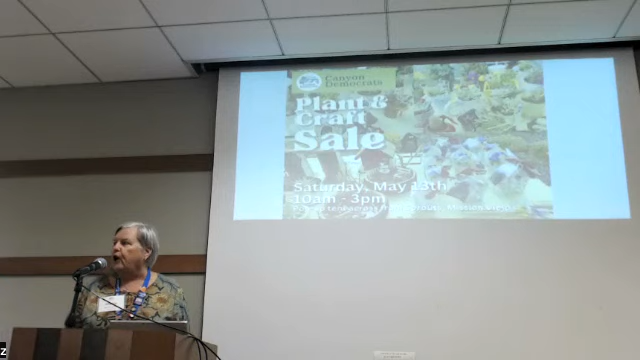 Canyon
Democrats
Plant &
Craft
Sale
Saturday, May 13th
10am - 3pm
Z